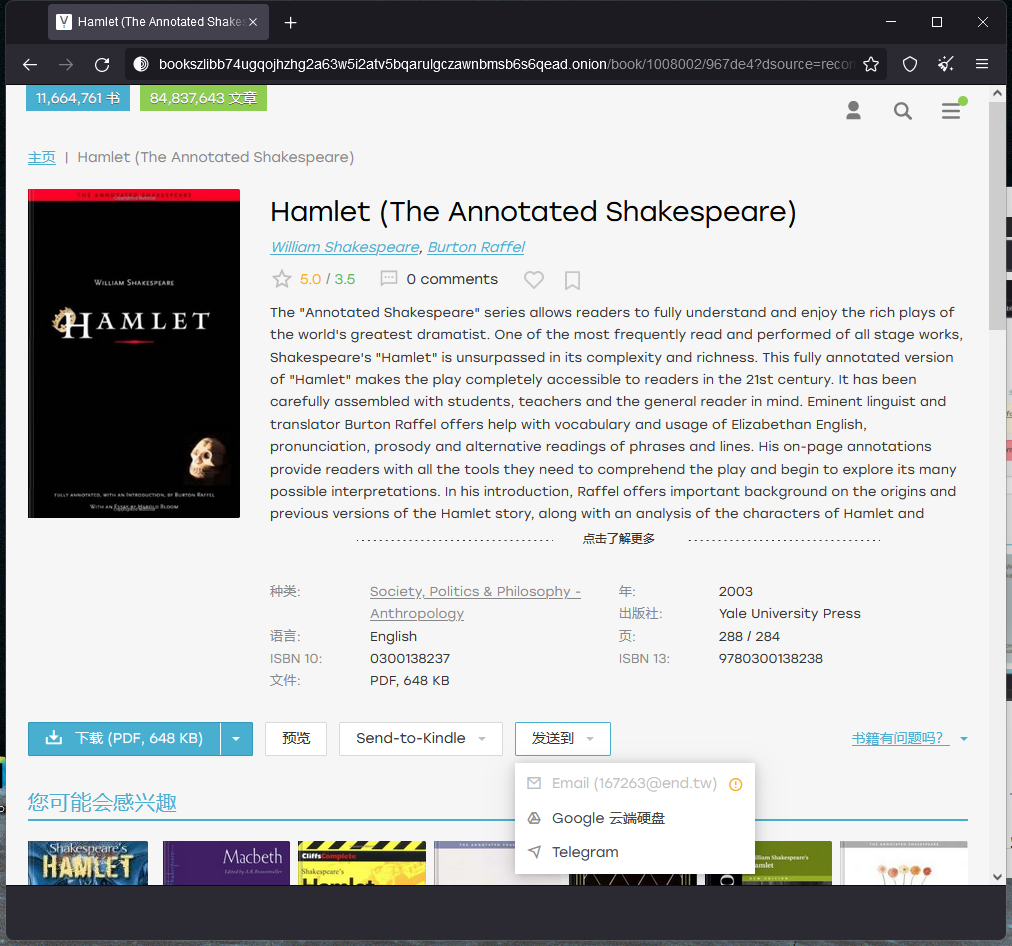 Hamlet (The Annotated Shakes
bookszlibb74ugqojhzhg2a63w5i2atv5bqarulgczawnbmsb6s6qead.onion/book/1008002/967de4?dsource=recon
11,664,761 书
84,837,643 文章
主页 | Hamlet (The Annotated Shakespeare)
THE ANNOTATED SHAKESPEARE
WILLIAM SHAKESPEARE
HAMLET
FULLY ANNOTATED, WITH AN INTRODUCTION, BY BURTON RAFFEL
WITH AN ESSAY BY HAROLD BLOOM
Hamlet (The Annotated Shakespeare)
William Shakespeare, Burton Raffel
5.0 / 3.5
0 comments
The "Annotated Shakespeare" series allows readers to fully understand and enjoy the rich plays of
the world's greatest dramatist. One of the most frequently read and performed of all stage works,
Shakespeare's "Hamlet" is unsurpassed in its complexity and richness. This fully annotated version
of "Hamlet" makes the play completely accessible to readers in the 21st century. It has been
carefully assembled with students, teachers and the general reader in mind. Eminent linguist and
translator Burton Raffel offers help with vocabulary and usage of Elizabethan English,
pronunciation, prosody and alternative readings of phrases and lines. His on-page annotations
provide readers with all the tools they need to comprehend the play and begin to explore its many
possible interpretations. In his introduction, Raffel offers important background on the origins and
previous versions of the Hamlet story, along with an analysis of the characters of Hamlet and
点击了解更多
种类:
Society, Politics & Philosophy -
Anthropology
年:
2003
出版社:
Yale University Press
语言:
English
页:
288 / 284
ISBN 10:
0300138237
ISBN 13:
9780300138238
文件:
PDF, 648 KB
下载 (PDF, 648 KB)
预览
Send-to-Kindle
发送到
书籍有问题吗?
Email (167263@end.tw)
Google 云端硬盘
Telegram
您可能会感兴趣
Shakespeare's
HAMLET
Macbeth
Edited by A.R. Braunmuller
CliffsComplete
Hamlet
William Shakespeare's
Hamlet
THE ANNOTATED SHAKESPEARE